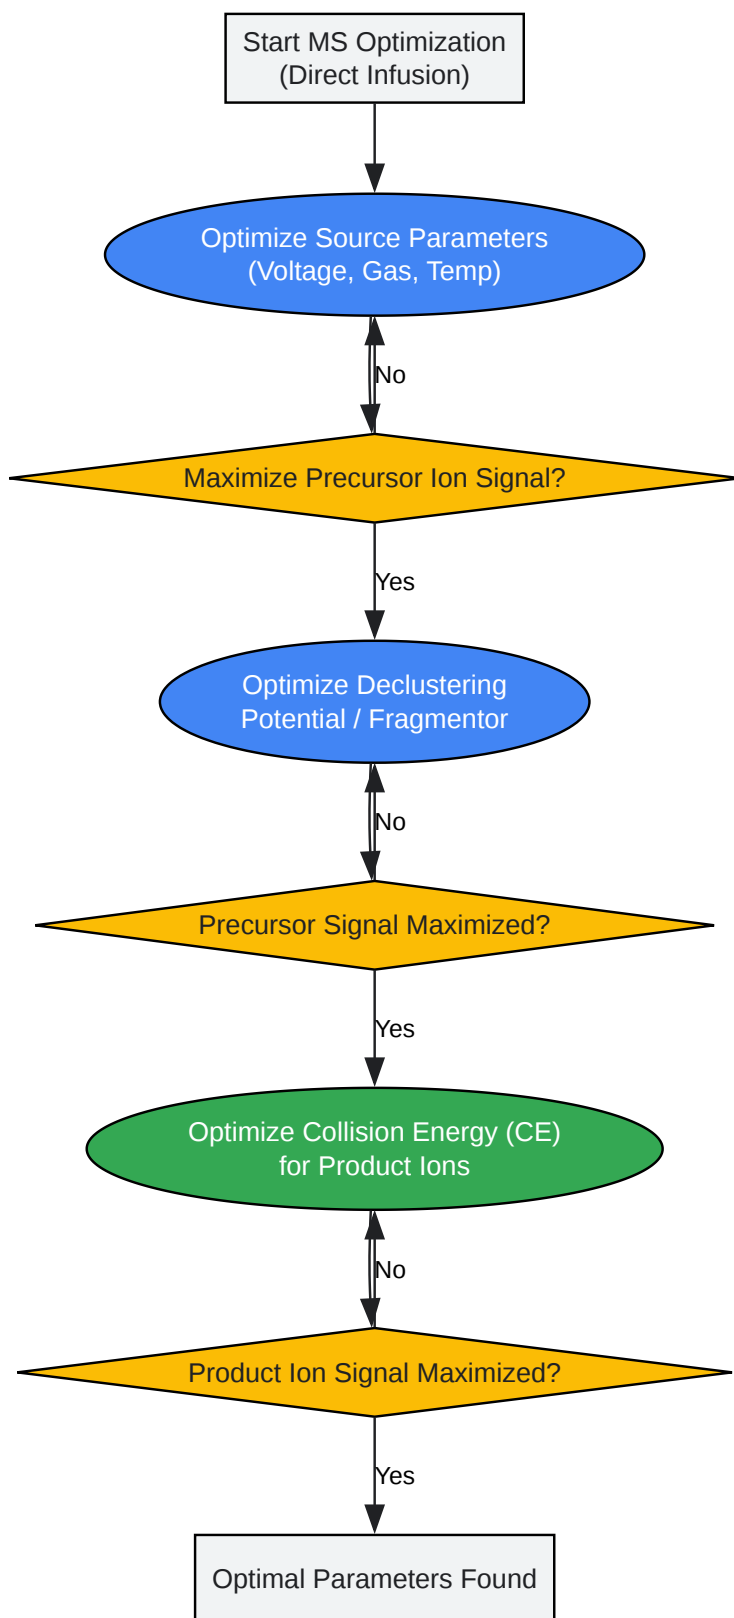 Start MS Optimization
(Direct Infusion)
Optimize Source Parameters
(Voltage, Gas, Temp)
No
Maximize Precursor Ion Signal?
Yes
Optimize Declustering
Potential / Fragmentor
No
Precursor Signal Maximized?
Yes
Optimize Collision Energy (CE)
for Product Ions
No
Product Ion Signal Maximized?
Yes
Optimal Parameters Found